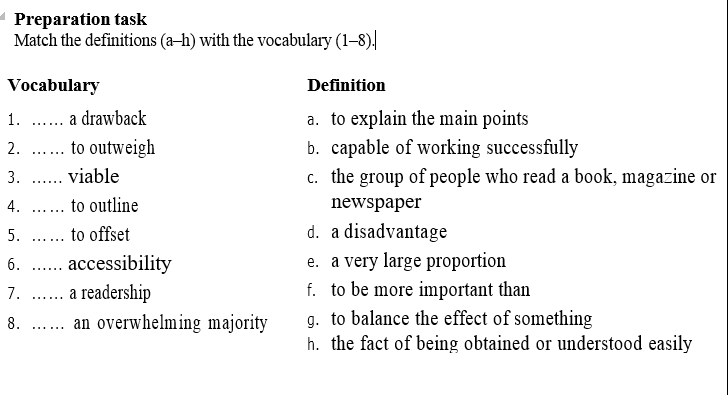 Preparation task
Match the definitions (a–h) with the vocabulary (1–8).
Vocabulary
1. …... a drawback
2. …... to outweigh
3. …... viable
4. …... to outline
5. …... to offset
6. …... accessibility
7. …... a readership
8. …... an overwhelming majority
Definition
a. to explain the main points
b. capable of working successfully
c. the group of people who read a book, magazine or
newspaper
d. a disadvantage
e. a very large proportion
f. to be more important than
g. to balance the effect of something
h. the fact of being obtained or understood easily